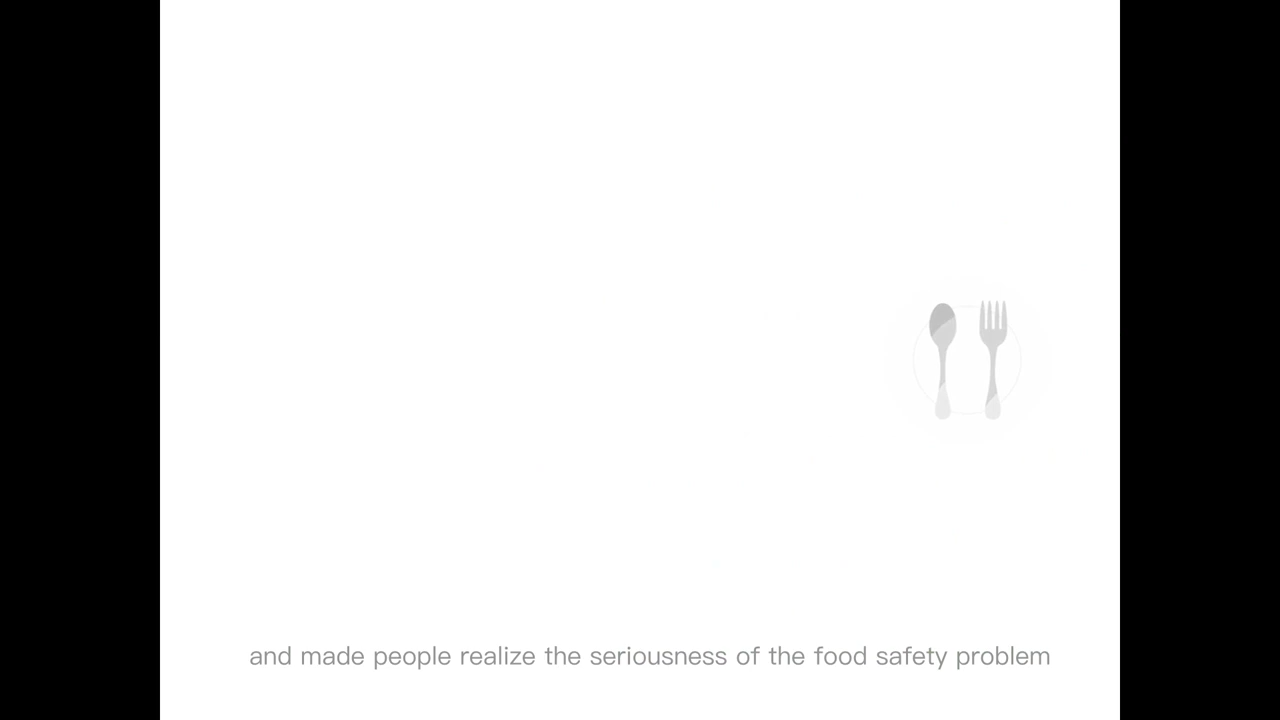 and made people realize the seriousness of the food safety problem